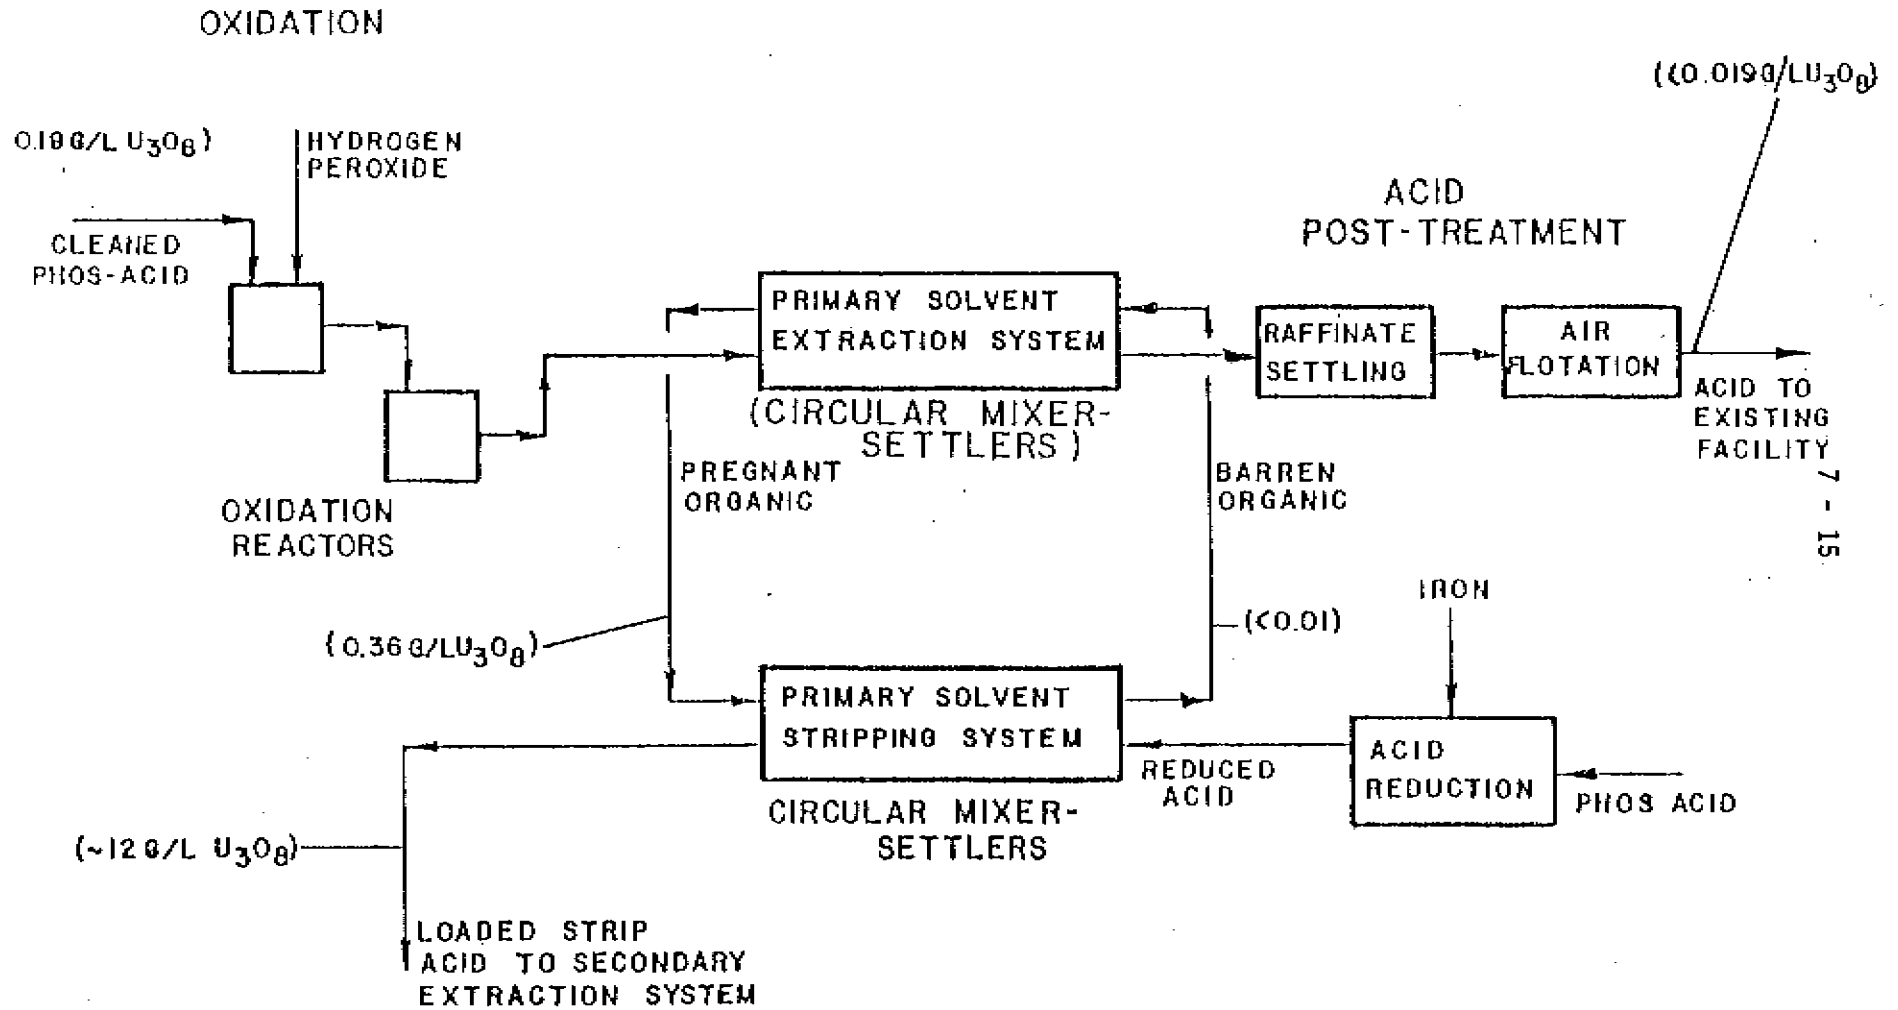 OXIDATION
(<0.019G/LU3O8)
0.18G/L U3O8)
HYDROGEN
PEROXIDE
ACID
POST-TREATMENT
CLEANED
PHOS-ACID
PRIMARY SOLVENT
EXTRACTION SYSTEM
(CIRCULAR MIXER-
SETTLERS)
RAFFINATE
SETTLING
AIR
FLOTATION
ACID TO
EXISTING
FACILITY
7 - 15
PREGNANT
ORGANIC
BARREN
ORGANIC
OXIDATION
REACTORS
IRON
(0.36G/LU3O8)
(<0.01)
PRIMARY SOLVENT
STRIPPING SYSTEM
CIRCULAR MIXER-
SETTLERS
REDUCED
ACID
ACID
REDUCTION
PHOS ACID
(~12G/L U3O8)
LOADED STRIP
ACID TO SECONDARY
EXTRACTION SYSTEM